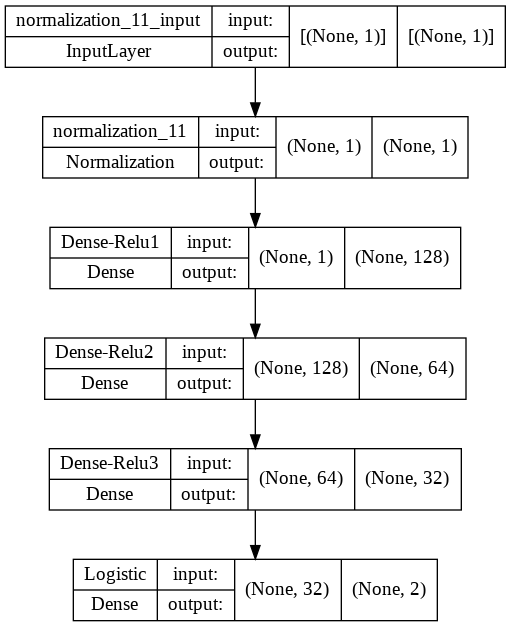 normalization_11_input input: [(None, 1)] [(None, 1)]
InputLayer output:
normalization_11 input: (None, 1) (None, 1)
Normalization output:
Dense-Relu1 input: (None, 1) (None, 128)
Dense output:
Dense-Relu2 input: (None, 128) (None, 64)
Dense output:
Dense-Relu3 input: (None, 64) (None, 32)
Dense output:
Logistic input: (None, 32) (None, 2)
Dense output: